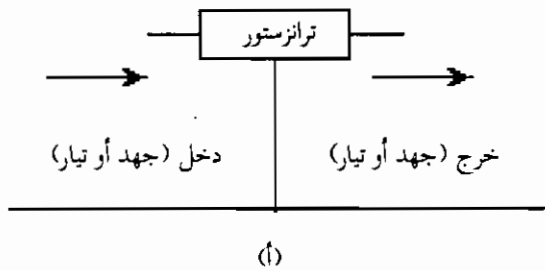 ترانزستور
خرج (جهد أو تيار)
دخل (جهد أو تيار)
(أ)